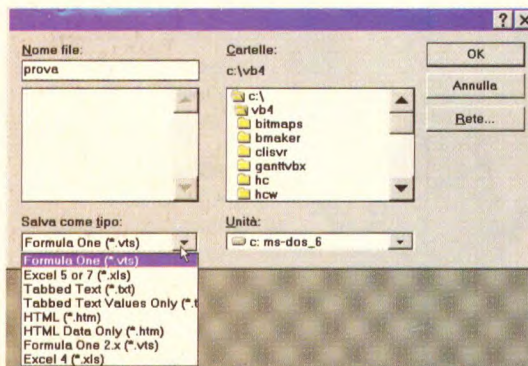 Nome file:
prova
Cartelle:
c:\vb4
c:\
vb4
bitmaps
bmaker
clisvr
ganttvbx
hc
hcw
OK
Annulla
Rete...
Salva come tipo:
Formula One (*.vts)
Formula One (*.vts)
Excel 5 or 7 (*.xls)
Tabbed Text (*.txt)
Tabbed Text Values Only (*.t
HTML (*.htm)
HTML Data Only (*.htm)
Formula One 2.x (*.vts)
Excel 4 (*.xls)
Unità:
c: ms-dos_6